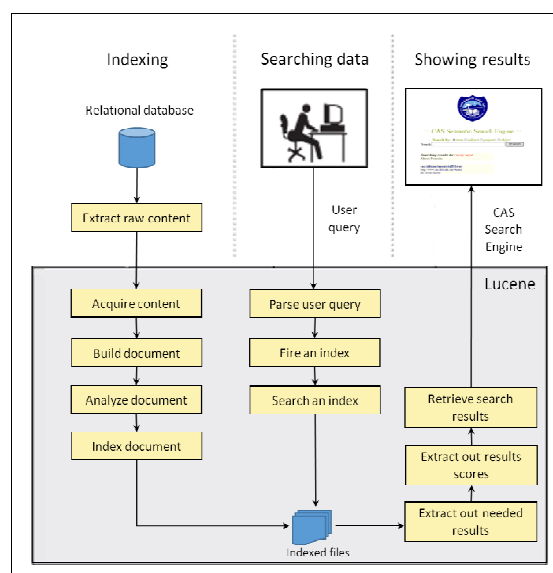 Indexing
Searching data
Showing results
Relational database
CAS Semantic Search Engine
Extract raw content
User
query
CAS
Search
Engine
Lucene
Acquire content
Build document
Analyze document
Index document
Parse user query
Fire an index
Search an index
Retrieve search
results
Extract out results
scores
Extract out needed
results
Indexed files